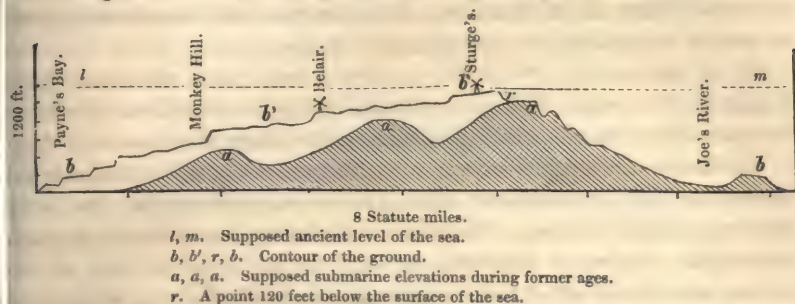 Payne's Bay.
Monkey Hill.
Belair.
Sturge's.
Joe's River.
1200 ft.
l
m
b
b'
b'
r
a
a
a
b
8 Statute miles.
l, m. Supposed ancient level of the sea.
b, b', r, b. Contour of the ground.
a, a, a. Supposed submarine elevations during former ages.
r. A point 120 feet below the surface of the sea.